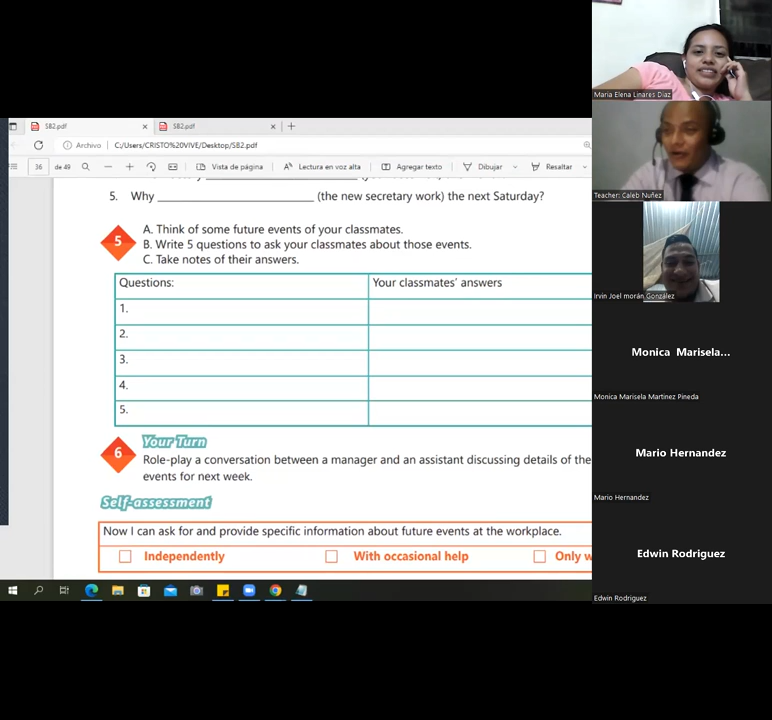 SB2.pdf
SB2.pdf
Archivo
C:/Users/CRISTO%20VIVE/Desktop/SB2.pdf
36 de 49
Vista de página
Lectura en voz alta
Agregar texto
Dibujar
Resaltar
5. Why ____________________ (the new secretary work) the next Saturday?
5
A. Think of some future events of your classmates.
B. Write 5 questions to ask your classmates about those events.
C. Take notes of their answers.
Questions:
Your classmates' answers
1.
2.
3.
4.
5.
6
Your Turn
Role-play a conversation between a manager and an assistant discussing details of the
events for next week.
Self-assessment
Now I can ask for and provide specific information about future events at the workplace.
Independently
With occasional help
Only w
Maria Elena Linares Diaz
Teacher: Caleb Nuñez
Irvin Joel morán González
Monica Marisela...
Monica Marisela Martinez Pineda
Mario Hernandez
Mario Hernandez
Edwin Rodriguez
Edwin Rodriguez